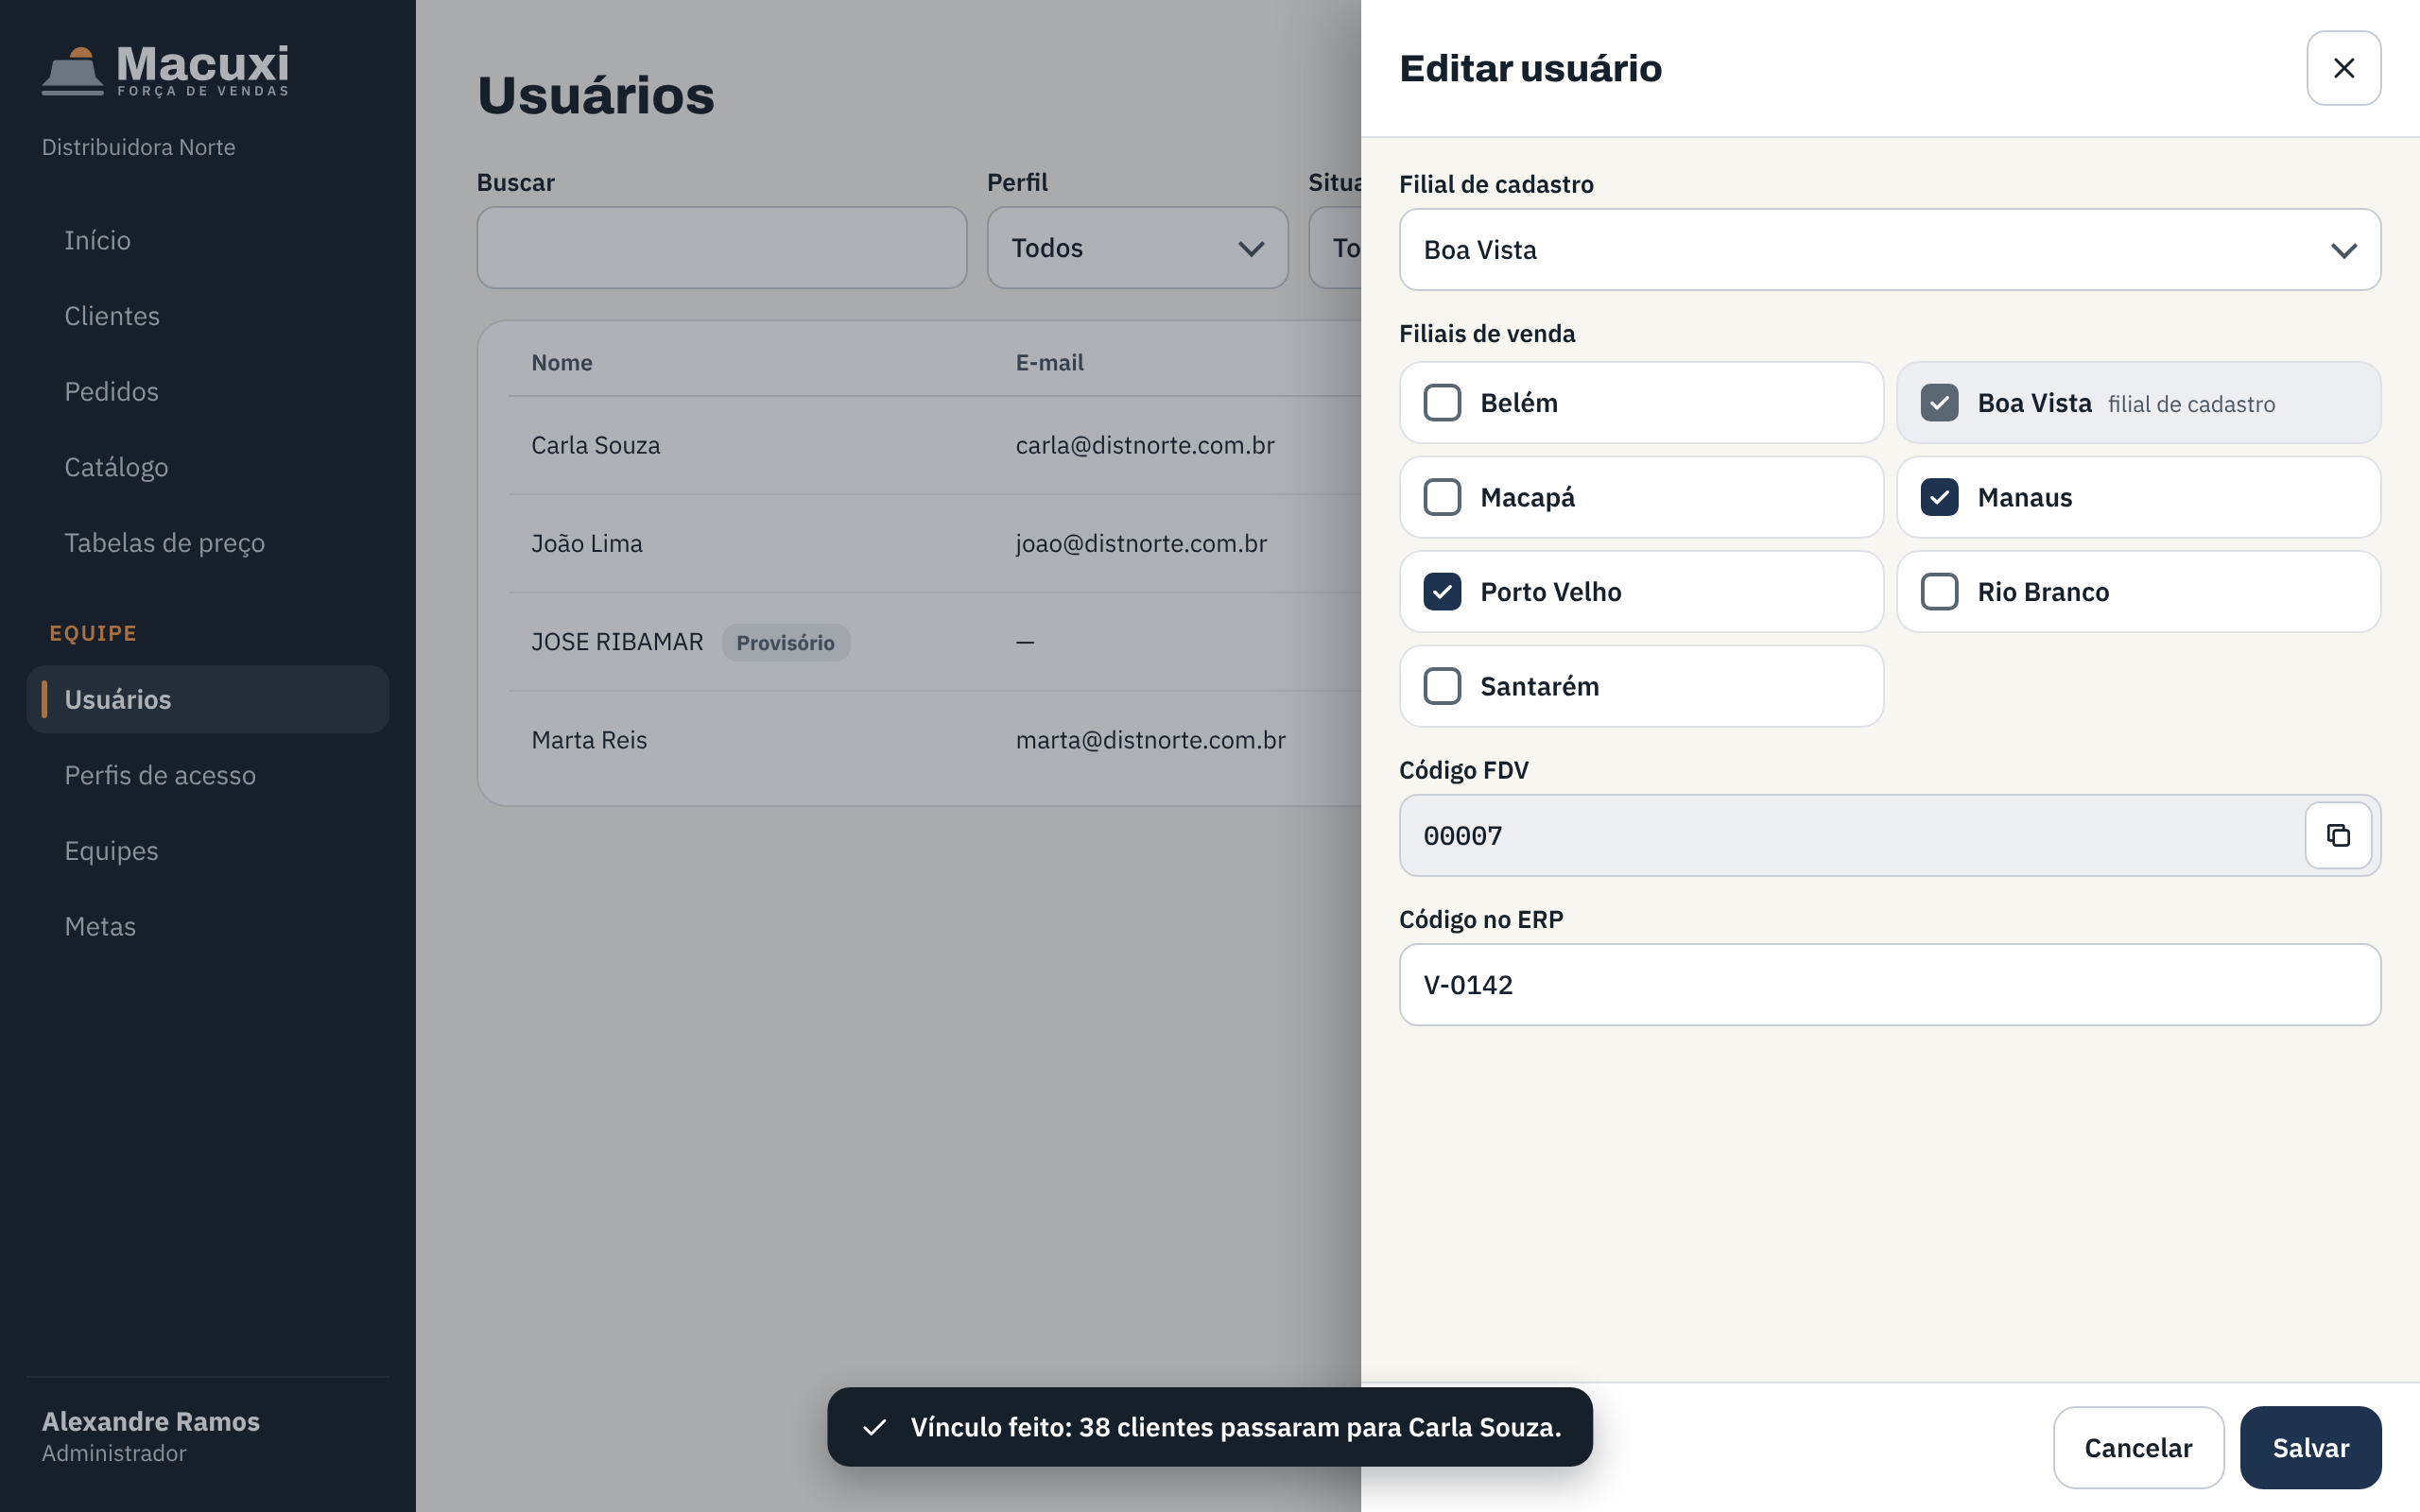 Macuxi
FORÇA DE VENDAS
Distribuidora Norte
Início
Clientes
Pedidos
Catálogo
Tabelas de preço
EQUIPE
Usuários
Perfis de acesso
Equipes
Metas
Alexandre Ramos
Administrador
Usuários
Buscar
Perfil
Todos
Nome
E-mail
Carla Souza
carla@distnorte.com.br
João Lima
joao@distnorte.com.br
JOSE RIBAMAR
Provisório
—
Marta Reis
marta@distnorte.com.br
Editar usuário
Filial de cadastro
Boa Vista
Filiais de venda
Belém
Boa Vista filial de cadastro
Macapá
Manaus
Porto Velho
Rio Branco
Santarém
Código FDV
00007
Código no ERP
V-0142
Vínculo feito: 38 clientes passaram para Carla Souza.
Cancelar
Salvar